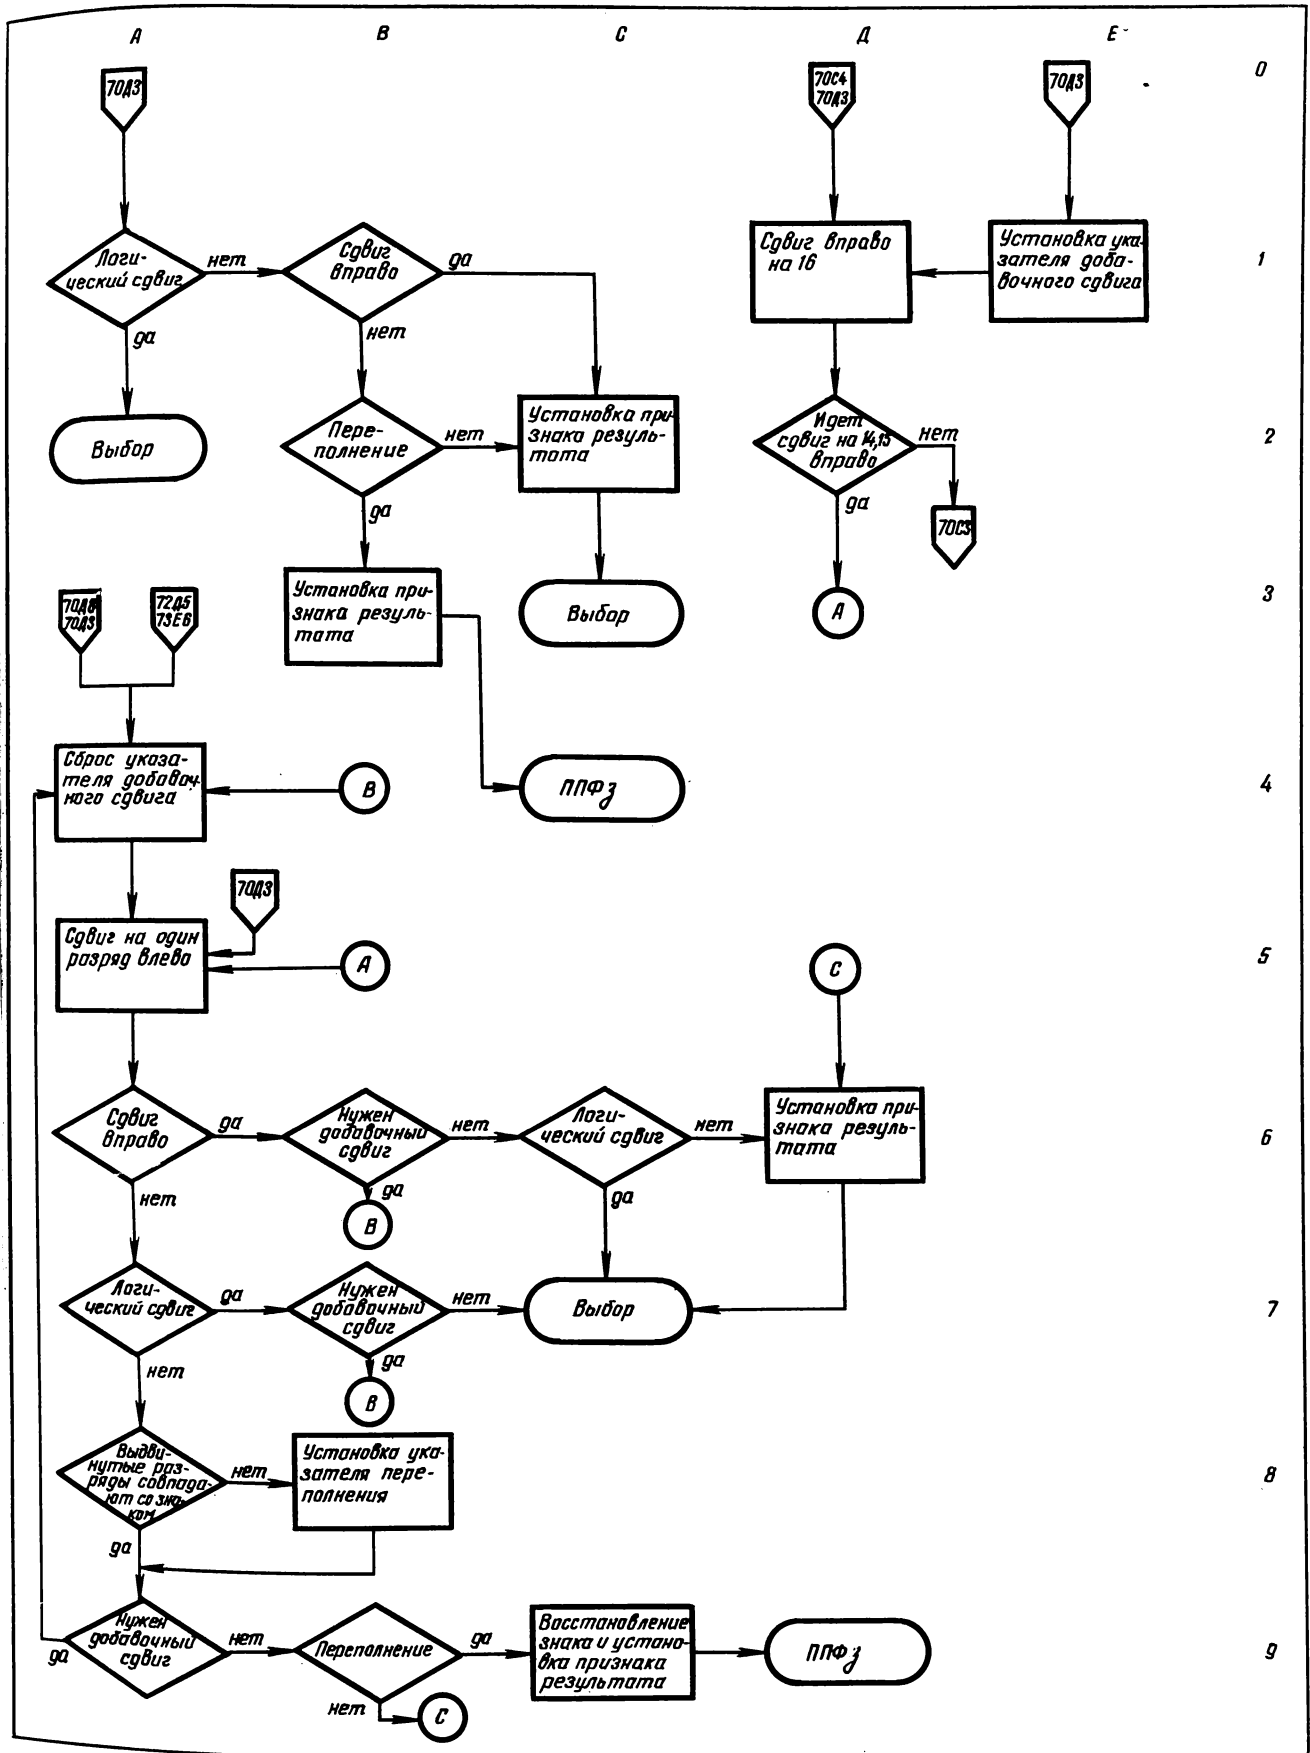 А В С Д Е
0
70Д3
70С4
70Д3
70Д3
Логи-
ческий сдвиг
нет
да
Сдвиг
вправо
да
нет
Сдвиг вправо
на 16
Установка ука-
зателя доба-
вочного сдвига
1
Выбор
Пере-
полнение
нет
да
Установка при-
знака резуль-
тата
Идет
сдвиг на 14,15
вправо
нет
да
2
70С3
70Д8
70Д3
72Д5
73Е6
Установка при-
знака резуль-
тата
Выбор
А
3
Сброс указа-
теля добавоч-
ного сдвига
В
ППФз
4
70Д3
Сдвиг на один
разряд влево
А
С
5
Сдвиг
вправо
да
нет
Нужен
добавочный
сдвиг
нет
да
В
Логи-
ческий сдвиг
нет
да
Установка при-
знака резуль-
тата
6
Логи-
ческий сдвиг
да
нет
Нужен
добавочный
сдвиг
нет
да
В
Выбор
7
Выдви-
нутые раз-
ряды совпада-
ют со зна-
ком
нет
да
Установка ука-
зателя пере-
полнения
8
Нужен
добавочный
сдвиг
да
нет
Переполнение
да
нет
С
Восстановление
знака и устано-
вка признака
результата
ППФз
9